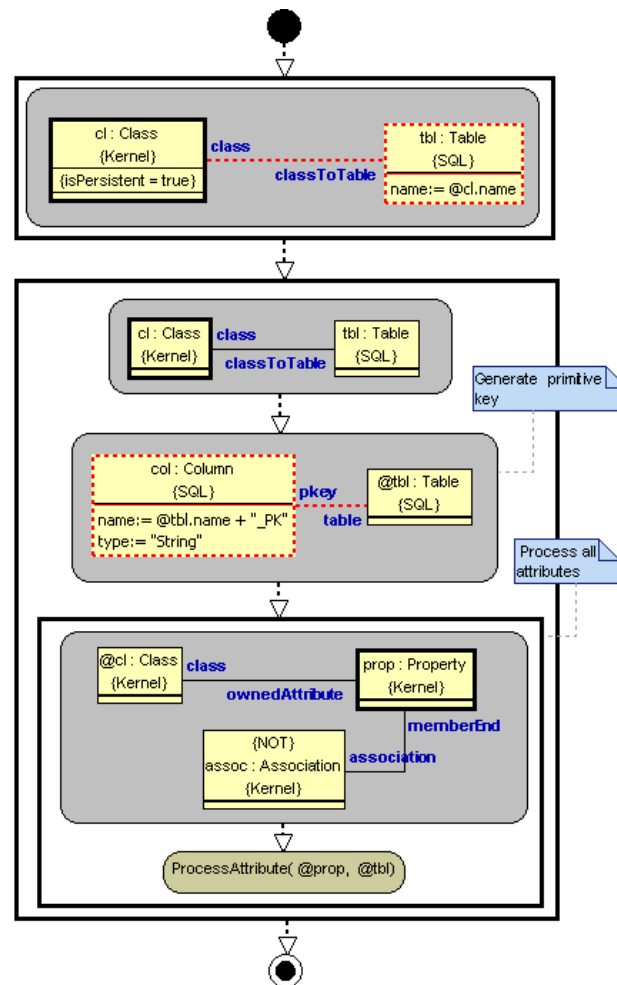 cl : Class
{Kernel}
{isPersistent = true}
class
classToTable
tbl : Table
{SQL}
name:= @cl.name
cl : Class
{Kernel}
class
classToTable
tbl : Table
{SQL}
Generate primitive
key
col : Column
{SQL}
name:= @tbl.name + "_PK"
type:= "String"
pkey
table
@tbl : Table
{SQL}
Process all
attributes
@cl : Class
{Kernel}
class
ownedAttribute
prop : Property
{Kernel}
memberEnd
{NOT}
assoc : Association
{Kernel}
association
ProcessAttribute( @prop, @tbl)